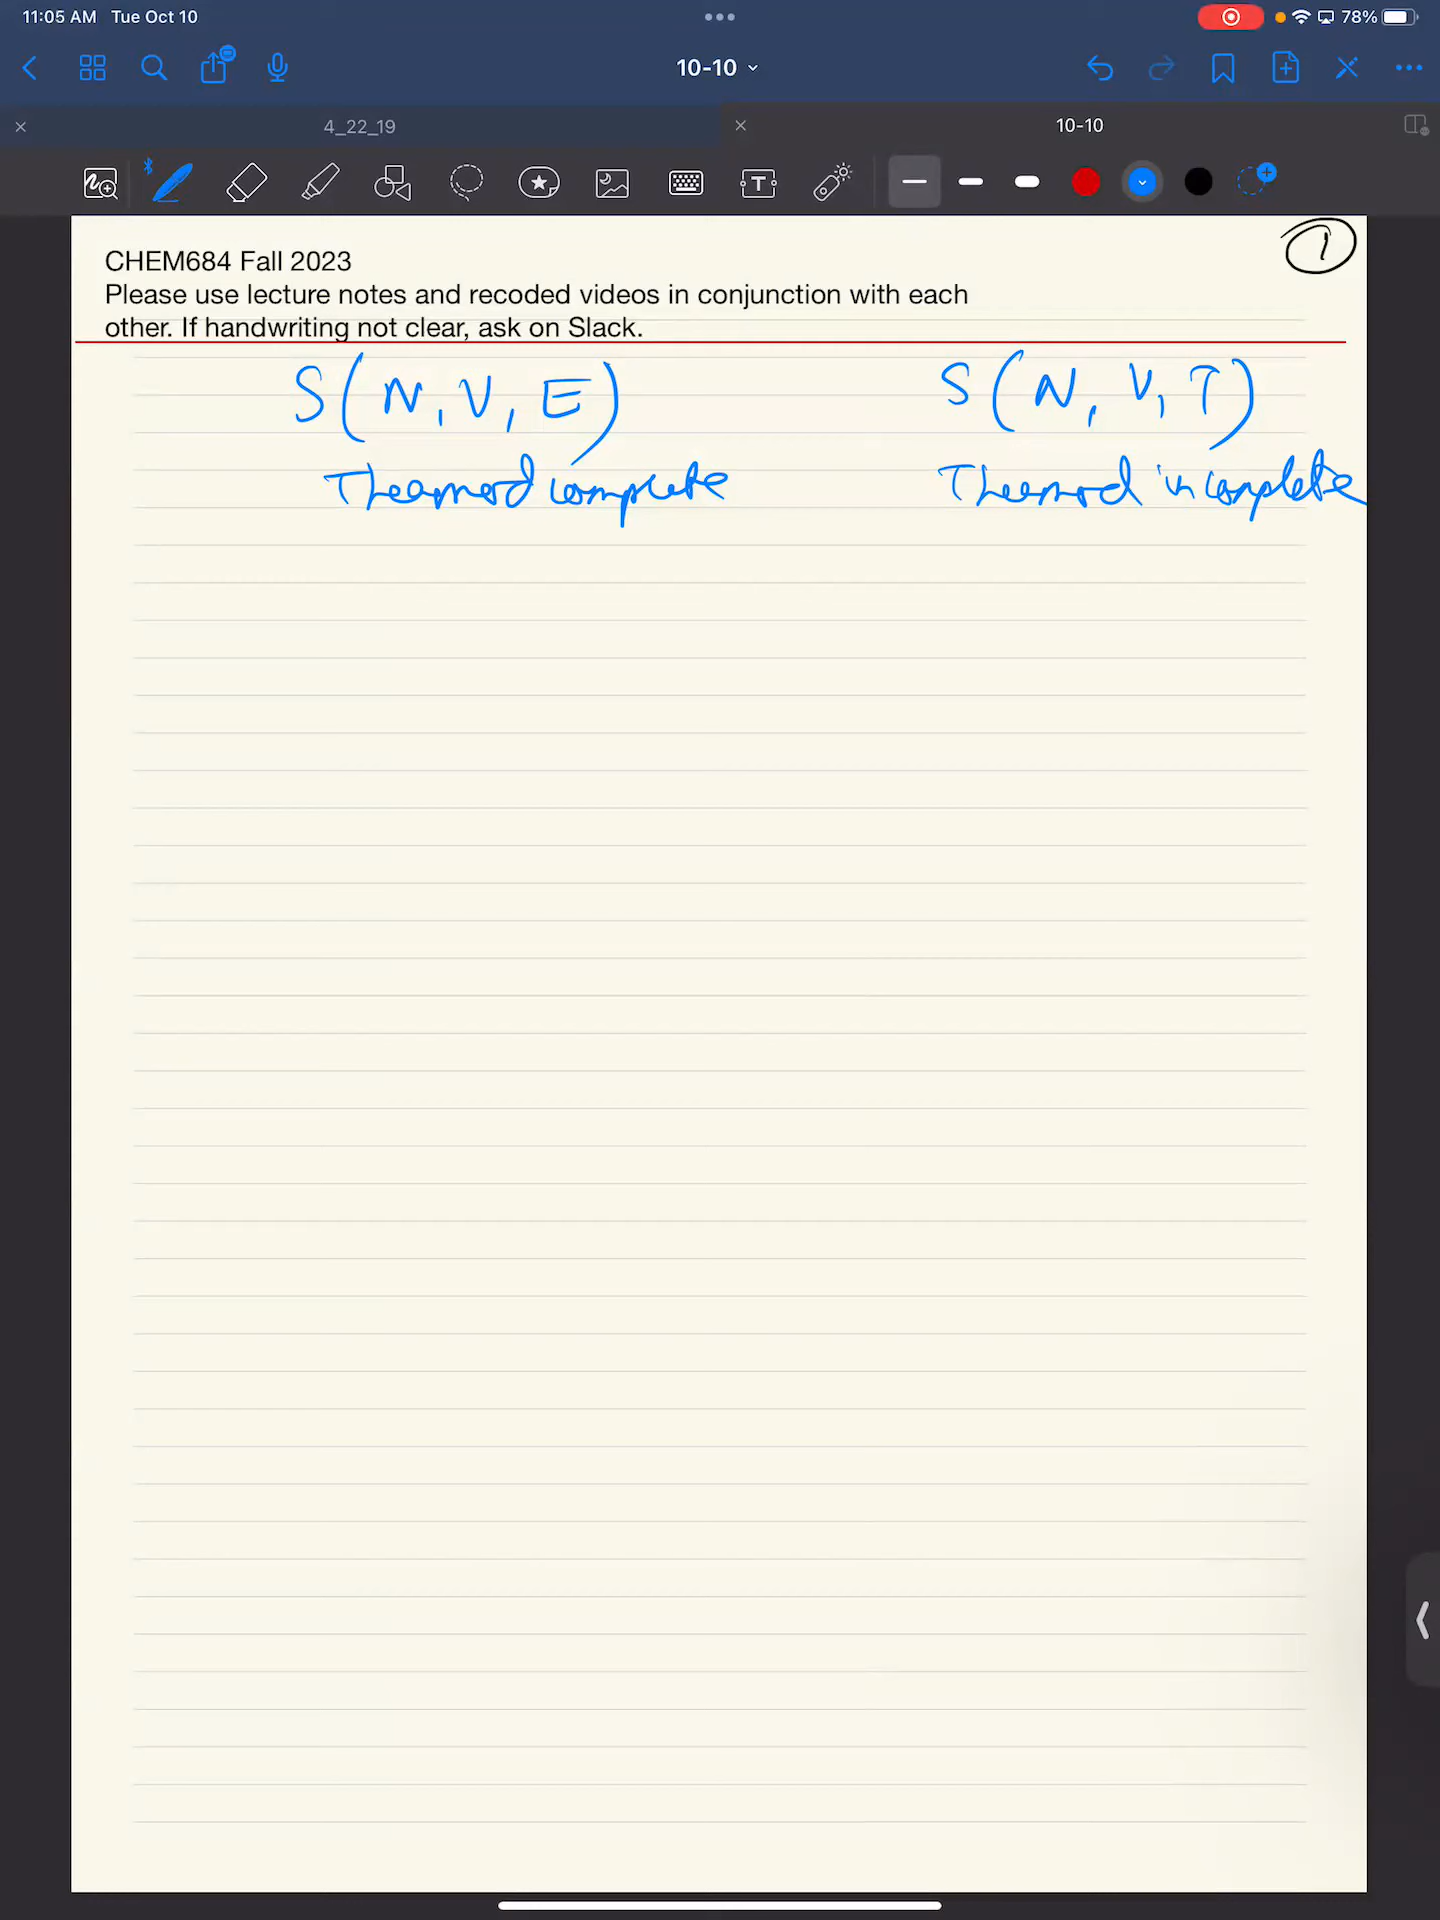 11:05 AM Tue Oct 10 78%
10-10
4_22_19 10-10
1
CHEM684 Fall 2023
Please use lecture notes and recoded videos in conjunction with each
other. If handwriting not clear, ask on Slack.
S(N, V, E) S(N, V, T)
Thermod complete Thermod incomplete